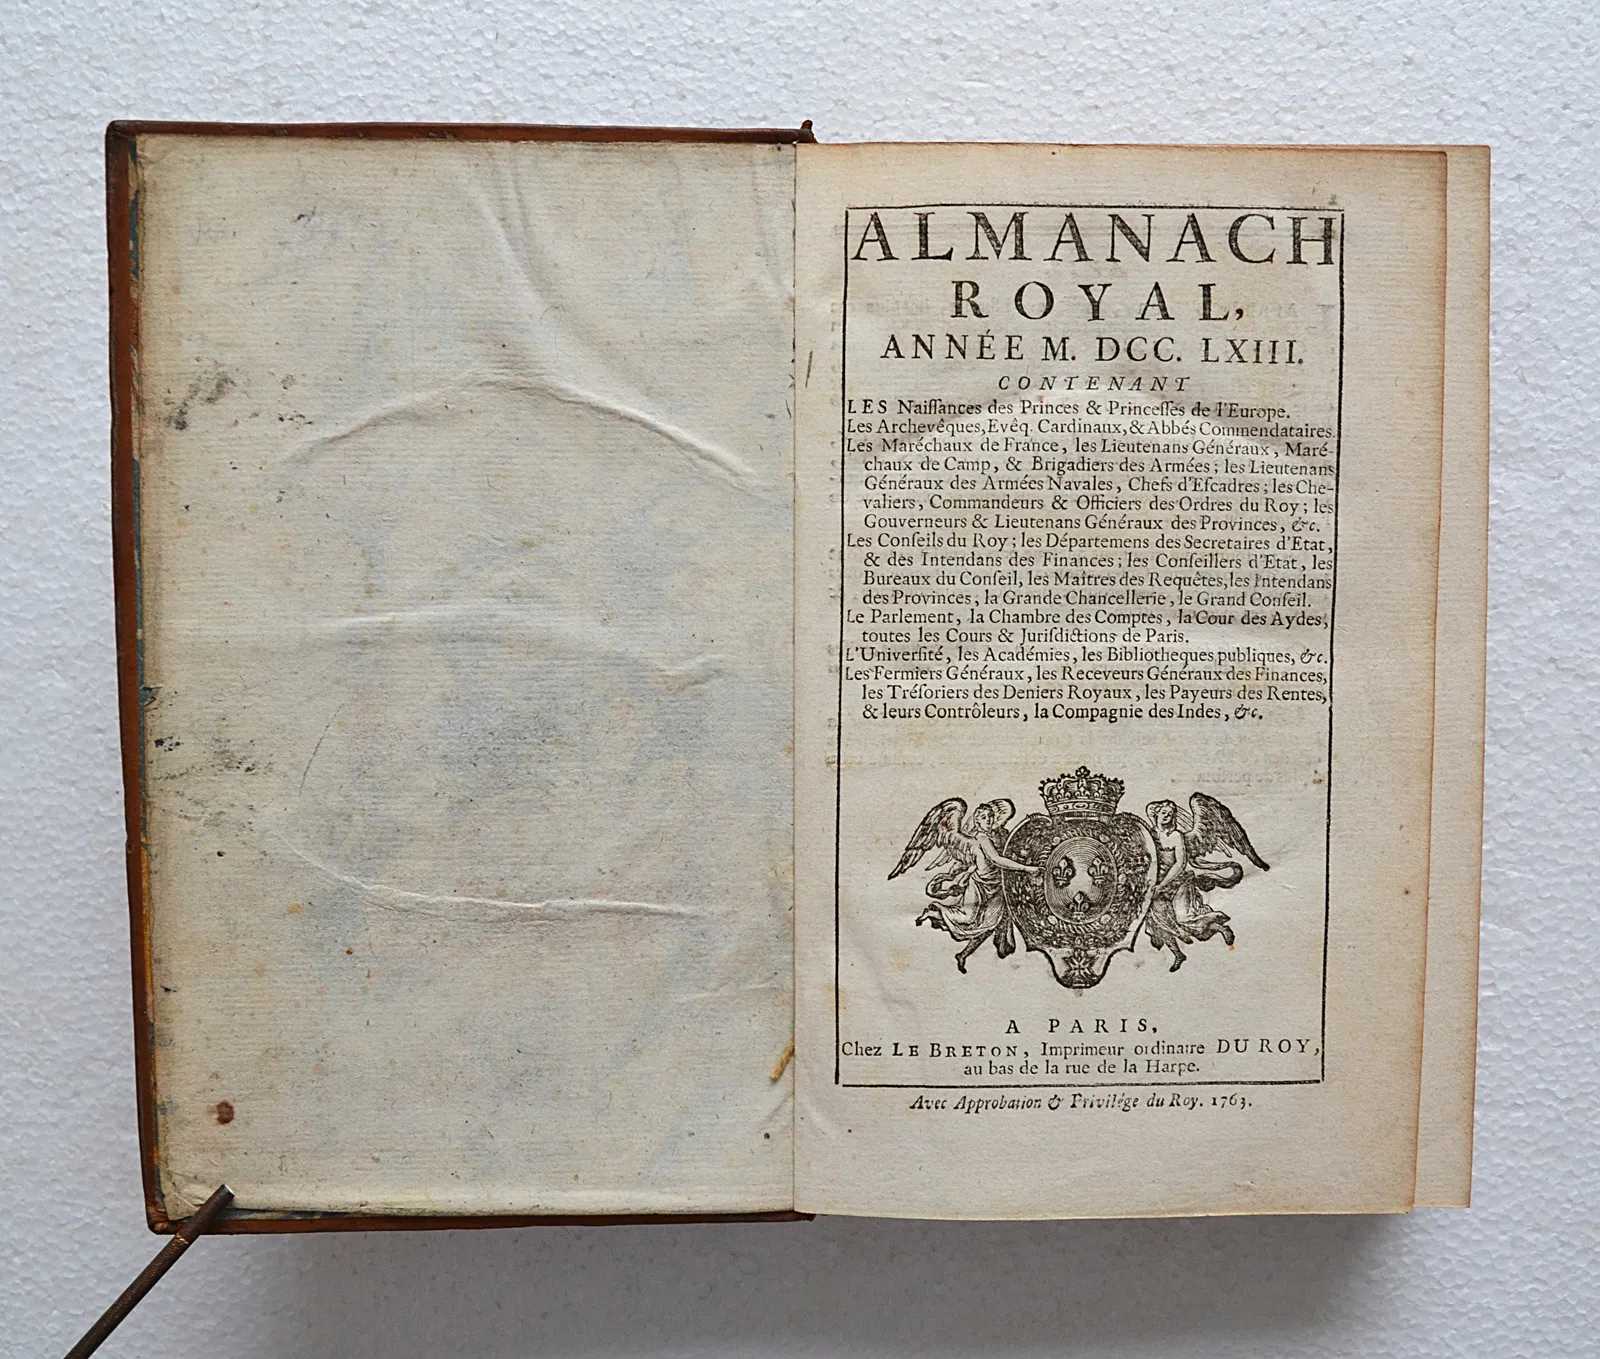 ALMANACH
ROYAL,
ANNÉE M. DCC. LXIII.
CONTENANT
LES Naiſſances des Princes & Princeſſes de l'Europe.
Les Archevêques, Evêq. Cardinaux, & Abbés Commendataires.
Les Maréchaux de France, les Lieutenans Généraux, Maré-
chaux de Camp, & Brigadiers des Armées; les Lieutenans
Généraux des Armées Navales, Chefs d'Eſcadres; les Che-
valiers, Commandeurs & Officiers des Ordres du Roy; les
Gouverneurs & Lieutenans Généraux des Provinces, &c.
Les Conſeils du Roy; les Départemens des Secretaires d'Etat,
& des Intendans des Finances; les Conſeillers d'Etat, les
Bureaux du Conſeil, les Maîtres des Requêtes, les Intendans
des Provinces, la Grande Chancellerie, le Grand Conſeil.
Le Parlement, la Chambre des Comptes, la Cour des Aydes,
toutes les Cours & Juriſdictions de Paris.
L'Univerſité, les Académies, les Bibliotheques publiques, &c.
Les Fermiers Généraux, les Receveurs Généraux des Finances,
les Tréſoriers des Deniers Royaux, les Payeurs des Rentes,
& leurs Contrôleurs, la Compagnie des Indes, &c.
A PARIS,
Chez LE BRETON, Imprimeur ordinaire DU ROY,
au bas de la rue de la Harpe.
Avec Approbation & Privilége du Roy. 1763.